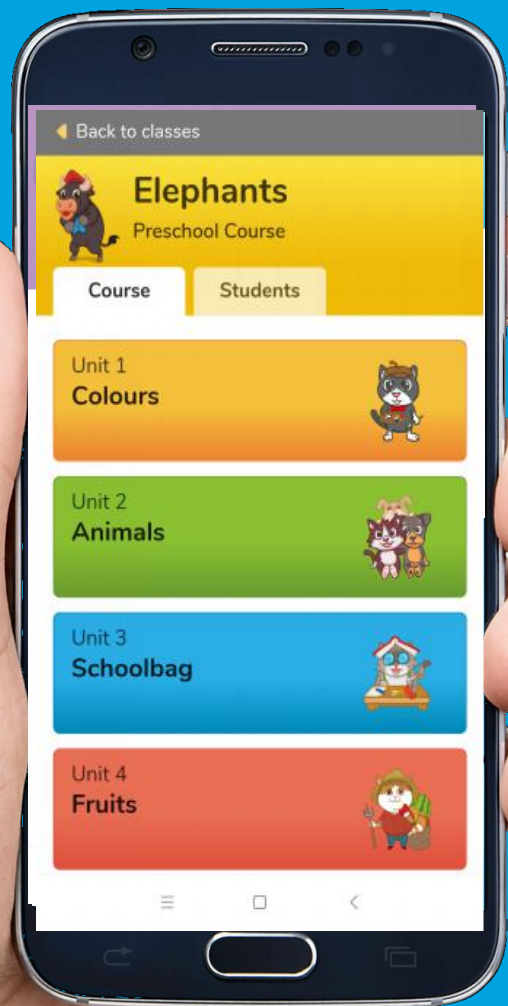 Back to classes
Elephants
Preschool Course
Course
Students
Unit 1
Colours
Unit 2
Animals
Unit 3
Schoolbag
Unit 4
Fruits